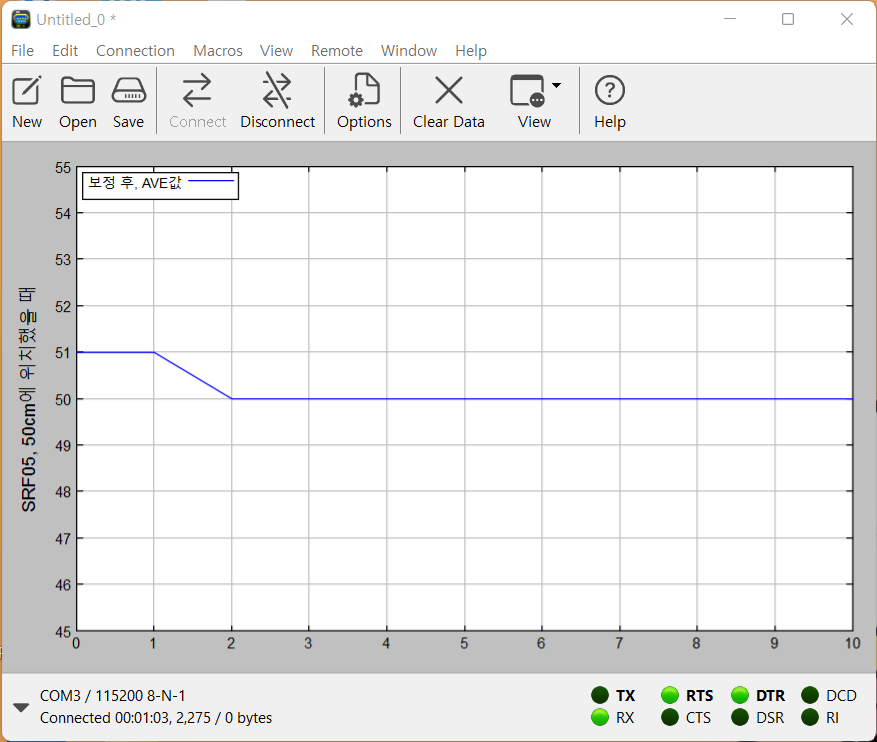 Untitled_0 *
File Edit Connection Macros View Remote Window Help
New Open Save Connect Disconnect Options Clear Data View Help
보정 후, AVE값
SRF05, 50cm에 위치했을 때
55
54
53
52
51
50
49
48
47
46
45
0 1 2 3 4 5 6 7 8 9 10
COM3 / 115200 8-N-1
Connected 00:01:03, 2,275 / 0 bytes
TX RTS DTR DCD
RX CTS DSR RI